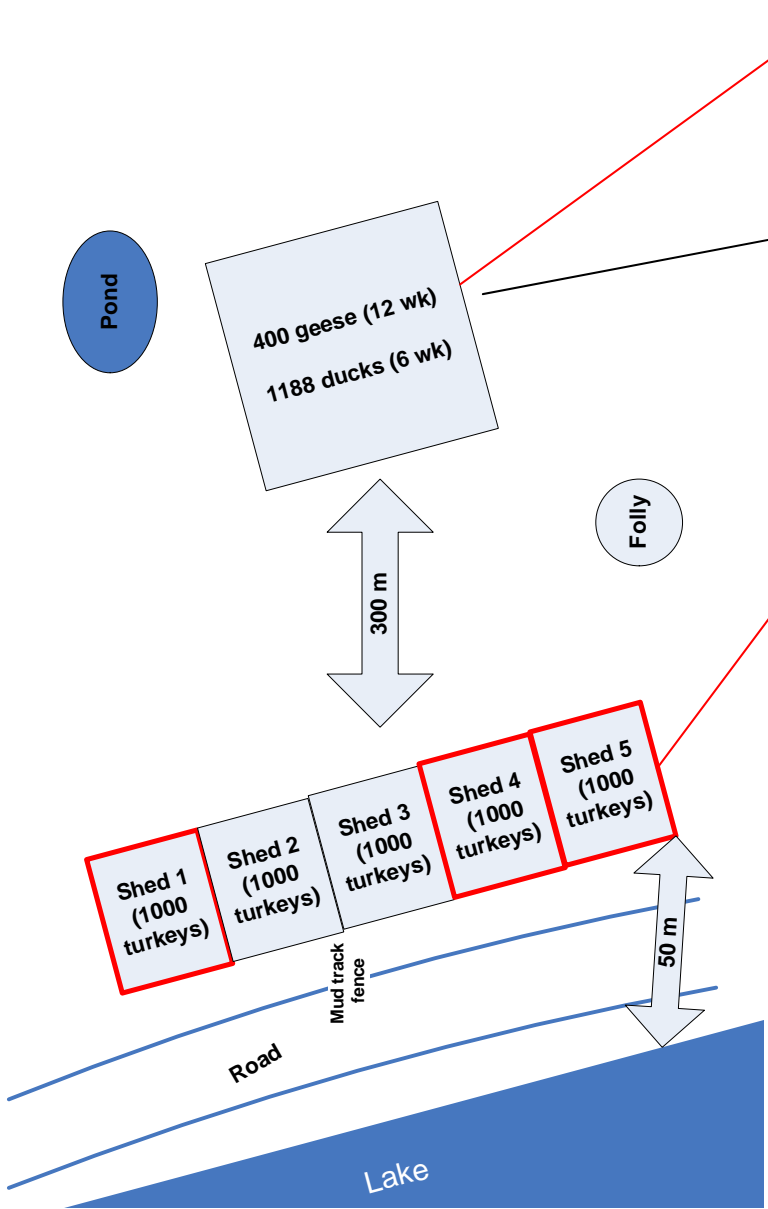 Pond
400 geese (12 wk)
1188 ducks (6 wk)
Folly
300 m
Shed 1
(1000
turkeys)
Shed 2
(1000
turkeys)
Shed 3
(1000
turkeys)
Shed 4
(1000
turkeys)
Shed 5
(1000
turkeys)
50 m
Mud track
fence
Road
Lake